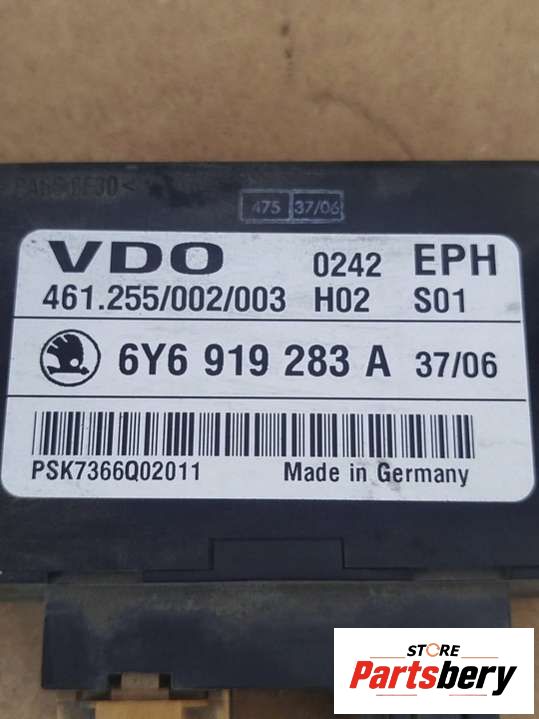 475 37/06
VDO 0242 EPH
461.255/002/003 H02 S01
6Y6 919 283 A 37/06
PSK7366Q02011 Made in Germany
STORE
Partsbery